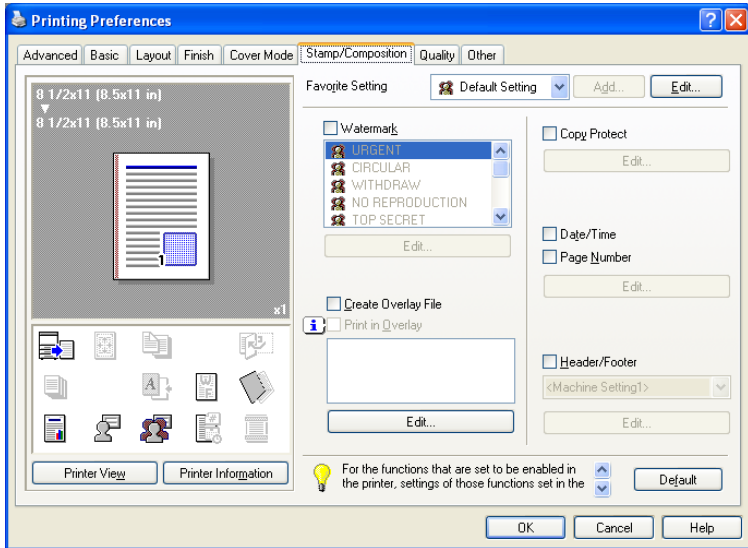 Printing Preferences
Advanced Basic Layout Finish Cover Mode Stamp/Composition Quality Other
8 1/2x11 (8.5x11 in)
8 1/2x11 (8.5x11 in)
1
x1
Printer View Printer Information
Favorite Setting Default Setting Add... Edit...
Watermark
URGENT
CIRCULAR
WITHDRAW
NO REPRODUCTION
TOP SECRET
Edit...
Create Overlay File
Print in Overlay
Edit...
Copy Protect
Edit...
Date/Time
Page Number
Edit...
Header/Footer
<Machine Setting1>
Edit...
For the functions that are set to be enabled in
the printer, settings of those functions set in the
Default
OK Cancel Help